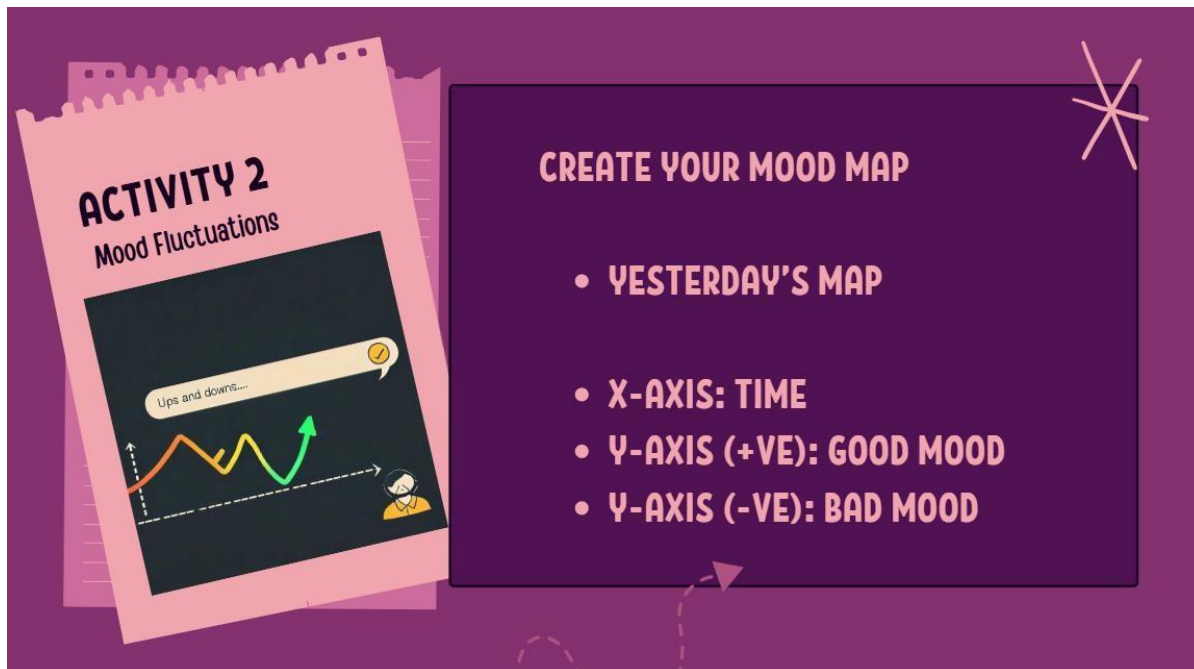 ACTIVITY 2
Mood Fluctuations
Ups and downs....
CREATE YOUR MOOD MAP
• YESTERDAY'S MAP
• X-AXIS: TIME
• Y-AXIS (+VE): GOOD MOOD
• Y-AXIS (-VE): BAD MOOD